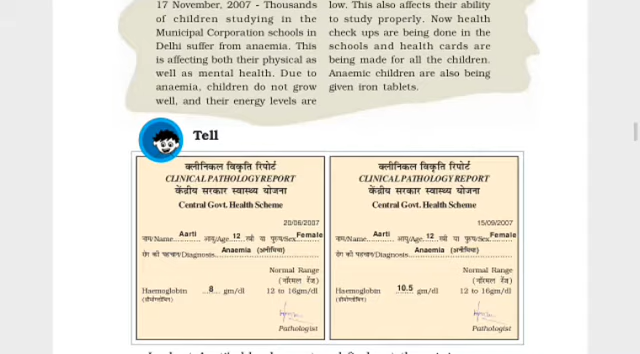 17 November, 2007 - Thousands
of children studying in the
Municipal Corporation schools in
Delhi suffer from anaemia. This
is affecting both their physical as
well as mental health. Due to
anaemia, children do not grow
well, and their energy levels are
low. This also affects their ability
to study properly. Now health
check ups are being done in the
schools and health cards are
being made for all the children.
Anaemic children are also being
given iron tablets.
Tell
क्लीनिकल विकृति रिपोर्ट
CLINICAL PATHOLOGY REPORT
केंद्रीय सरकार स्वास्थ्य योजना
Central Govt. Health Scheme
20/06/2007
नाम/Name Aarti आयु/Age 12 स्त्री या पुरुष/Sex Female
रोग की पहचान/Diagnosis Anaemia (अनीमिया)
Normal Range
(नॉरमल रेंज)
Haemoglobin 8 gm/dl 12 to 16gm/dl
(हीमोग्लोबिन)
Pathologist
क्लीनिकल विकृति रिपोर्ट
CLINICAL PATHOLOGY REPORT
केंद्रीय सरकार स्वास्थ्य योजना
Central Govt. Health Scheme
15/09/2007
नाम/Name Aarti आयु/Age 12 स्त्री या पुरुष/Sex Female
रोग की पहचान/Diagnosis Anaemia (अनीमिया)
Normal Range
(नॉरमल रेंज)
Haemoglobin 10.5 gm/dl 12 to 16gm/dl
(हीमोग्लोबिन)
Pathologist